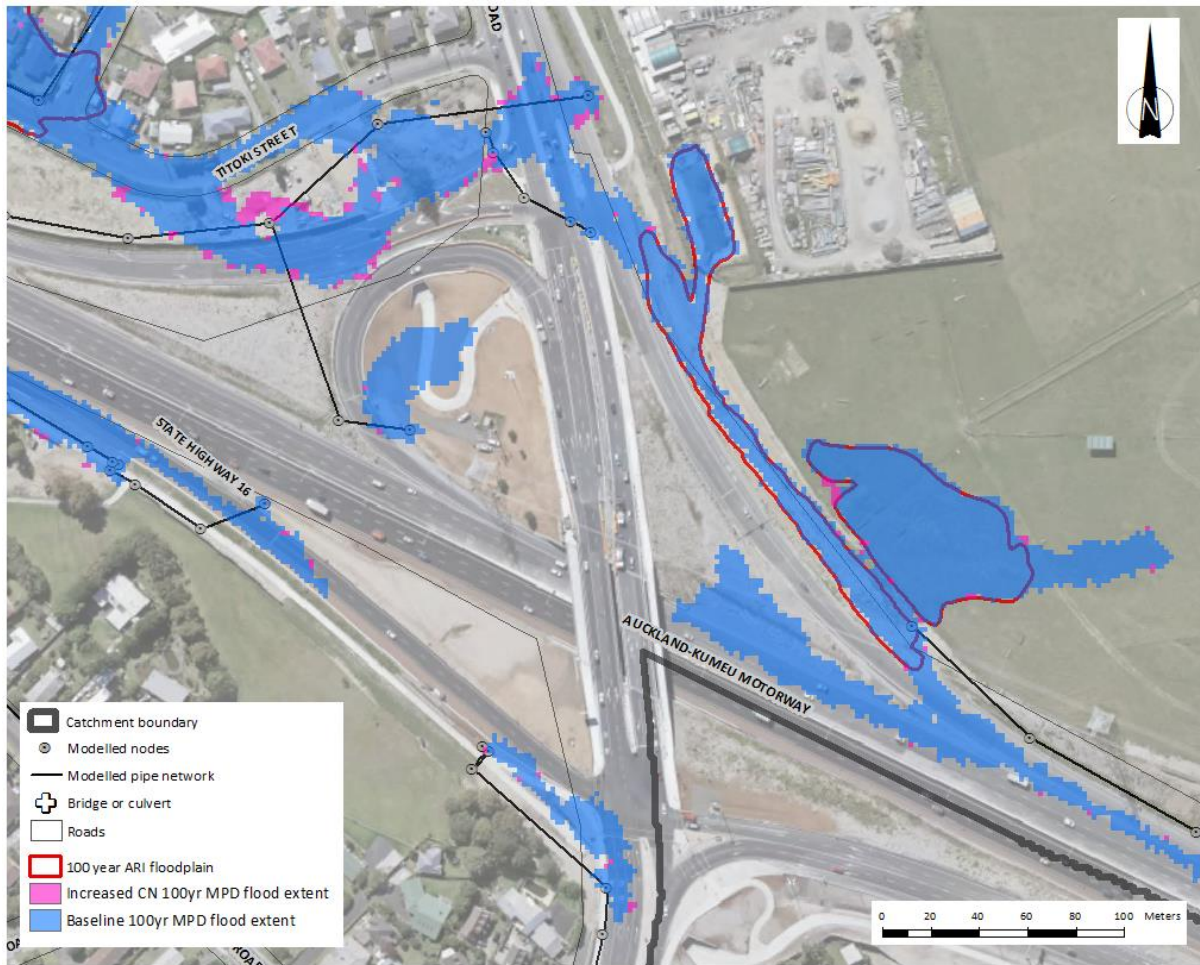 OAD
N
TITOKI STREET
STATE HIGHWAY 16
AUCKLAND-KUMEU MOTORWAY
Catchment boundary
Modelled nodes
Modelled pipe network
Bridge or culvert
Roads
100 year ARI floodplain
Increased CN 100yr MPD flood extent
Baseline 100yr MPD flood extent
0 20 40 60 80 100 Meters
OA
ROAD